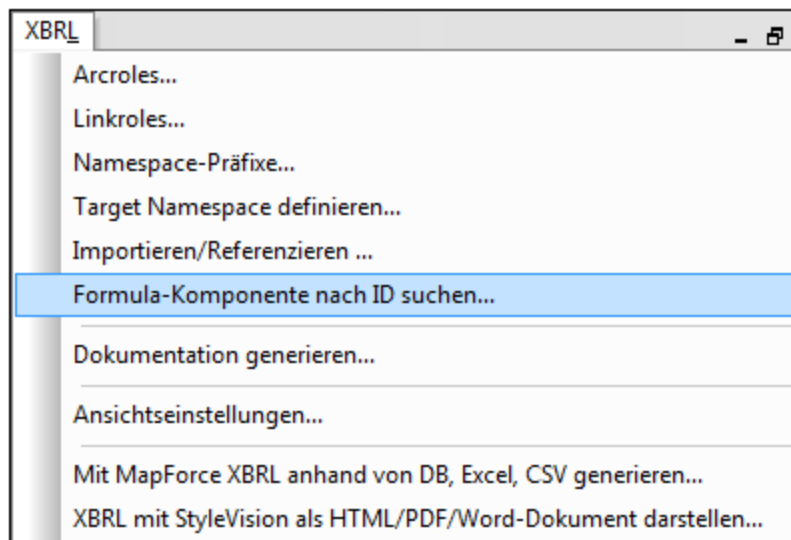 XBRL
Arcroles...
Linkroles...
Namespace-Präfixe...
Target Namespace definieren...
Importieren/Referenzieren ...
Formula-Komponente nach ID suchen...
Dokumentation generieren...
Ansichtseinstellungen...
Mit MapForce XBRL anhand von DB, Excel, CSV generieren...
XBRL mit StyleVision als HTML/PDF/Word-Dokument darstellen...